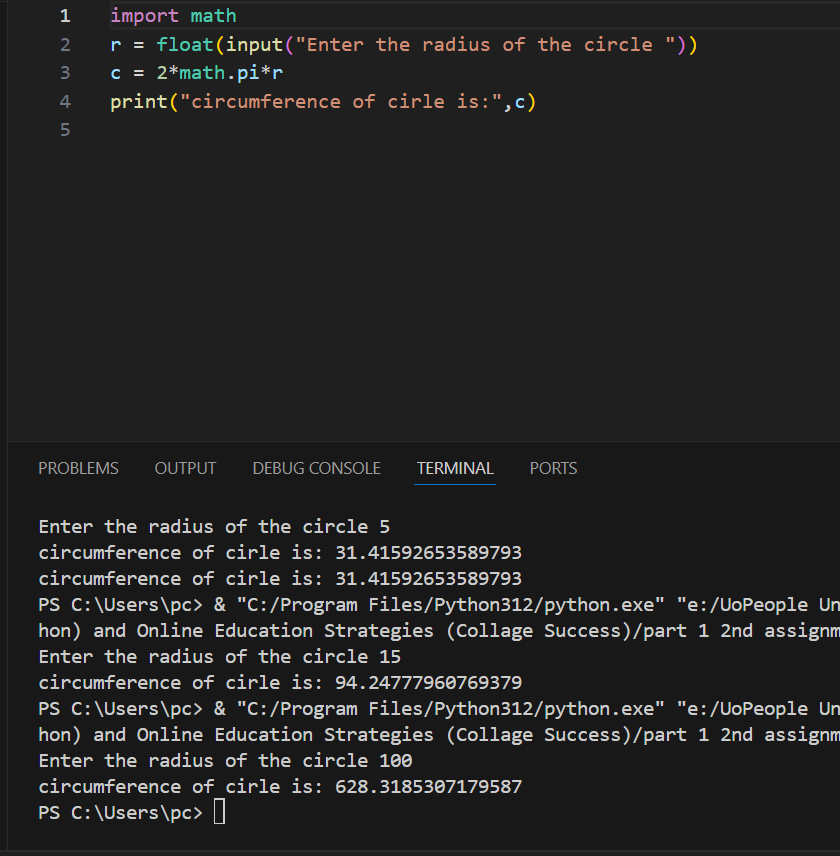 1 import math
2 r = float(input("Enter the radius of the circle "))
3 c = 2*math.pi*r
4 print("circumference of cirle is:",c)
5
PROBLEMS OUTPUT DEBUG CONSOLE TERMINAL PORTS
Enter the radius of the circle 5
circumference of cirle is: 31.41592653589793
circumference of cirle is: 31.41592653589793
PS C:\Users\pc> & "C:/Program Files/Python312/python.exe" "e:/UoPeople Un
hon) and Online Education Strategies (Collage Success)/part 1 2nd assignm
Enter the radius of the circle 15
circumference of cirle is: 94.24777960769379
PS C:\Users\pc> & "C:/Program Files/Python312/python.exe" "e:/UoPeople Un
hon) and Online Education Strategies (Collage Success)/part 1 2nd assignm
Enter the radius of the circle 100
circumference of cirle is: 628.3185307179587
PS C:\Users\pc>